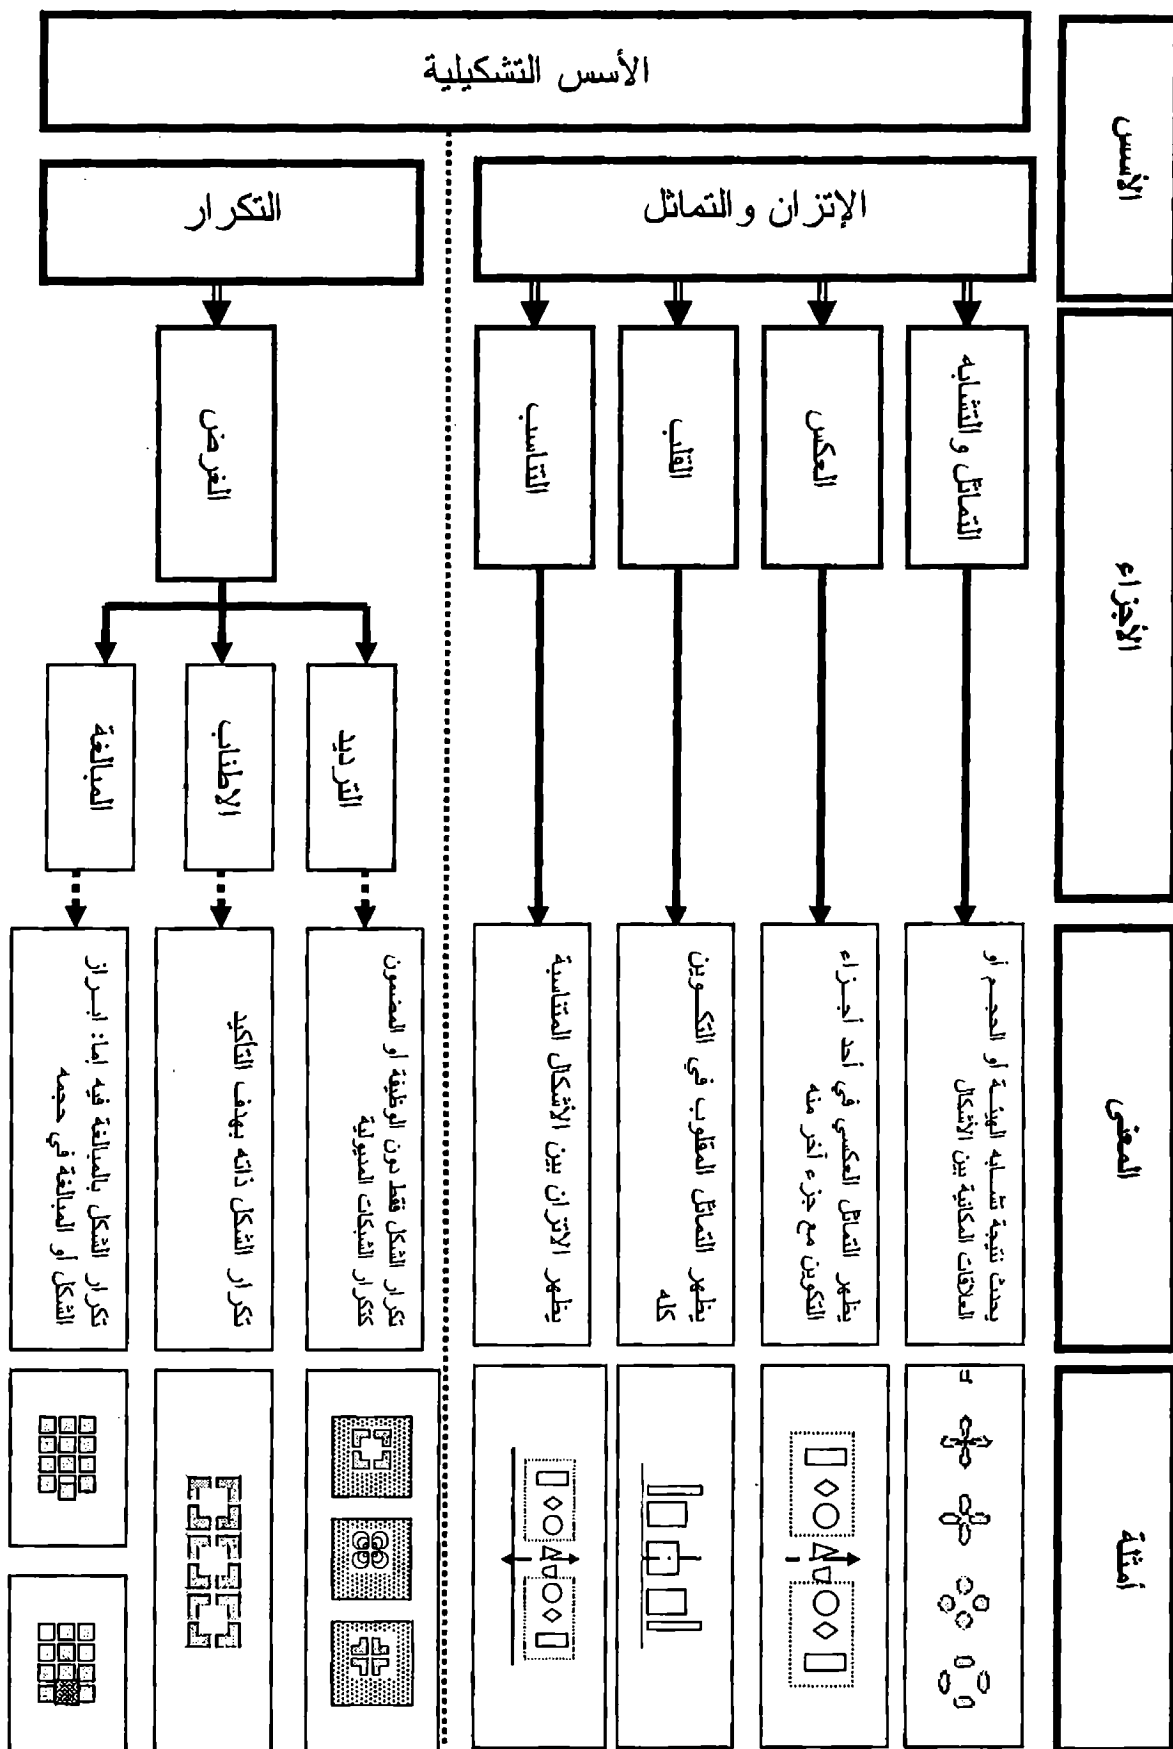 الأسس التشكيلية
الأسس
الإتزان والتماثل
التكرار
الأجزاء
التماثل والتشابه
العكس
القلب
التناسب
الغرض
الترديد
الاطناب
المبالغة
المعنى
يحدث نتيجة تشابه الهيئة أو الحجم أو
العلاقات المكانية بين الأشكال
يظهر التماثل العكسي في أحد أجزاء
التكوين مع جزء آخر منه
يظهر التماثل المقلوب في التكوين
كله
يظهر الاتزان بين الأشكال المتناسبة
تكرار الشكل فقط دون الوظيفة أو المضمون
كتكرار الشبكات المديولية
تكرار الشكل ذاته بهدف التأكيد
تكرار الشكل بالمبالغة فيه إما: ابراز
الشكل أو المبالغة في حجمه
أمثلة